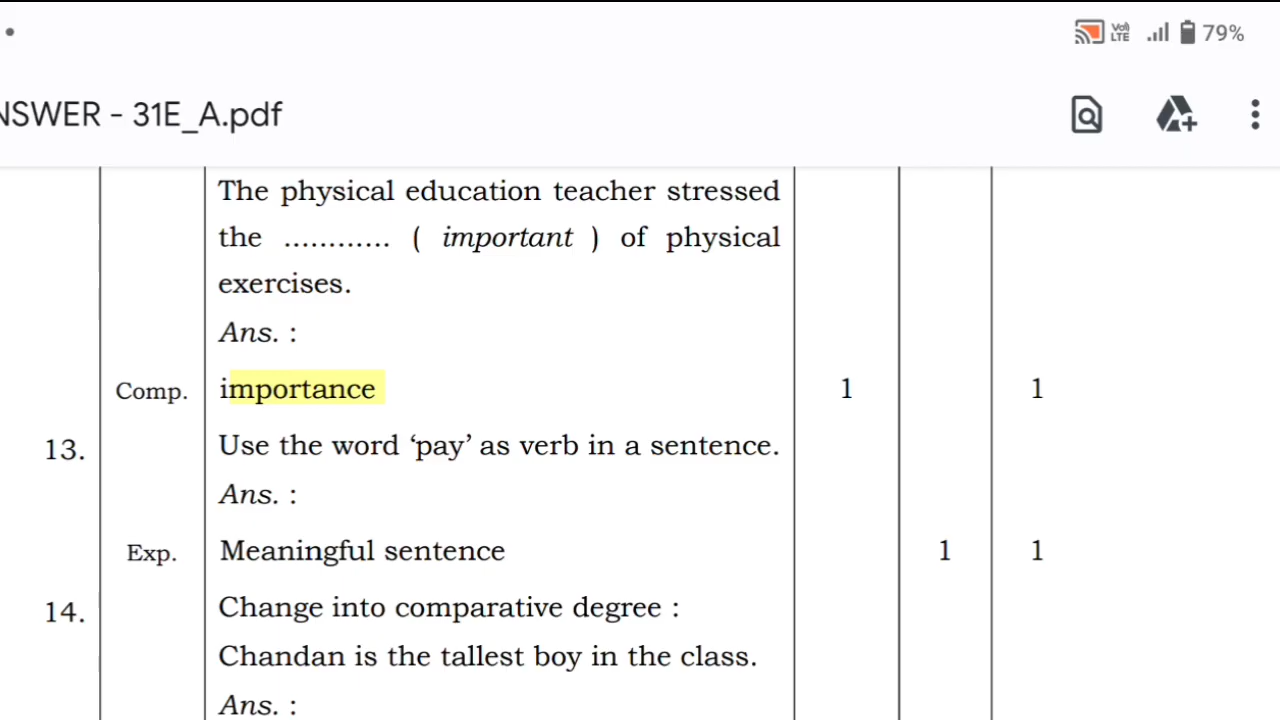 Vo) LTE 79%
NSWER - 31E_A.pdf
The physical education teacher stressed
the ............ ( important ) of physical
exercises.
Ans. :
Comp. importance 1 1
13. Use the word ‘pay’ as verb in a sentence.
Ans. :
Exp. Meaningful sentence 1 1
14. Change into comparative degree :
Chandan is the tallest boy in the class.
Ans. :